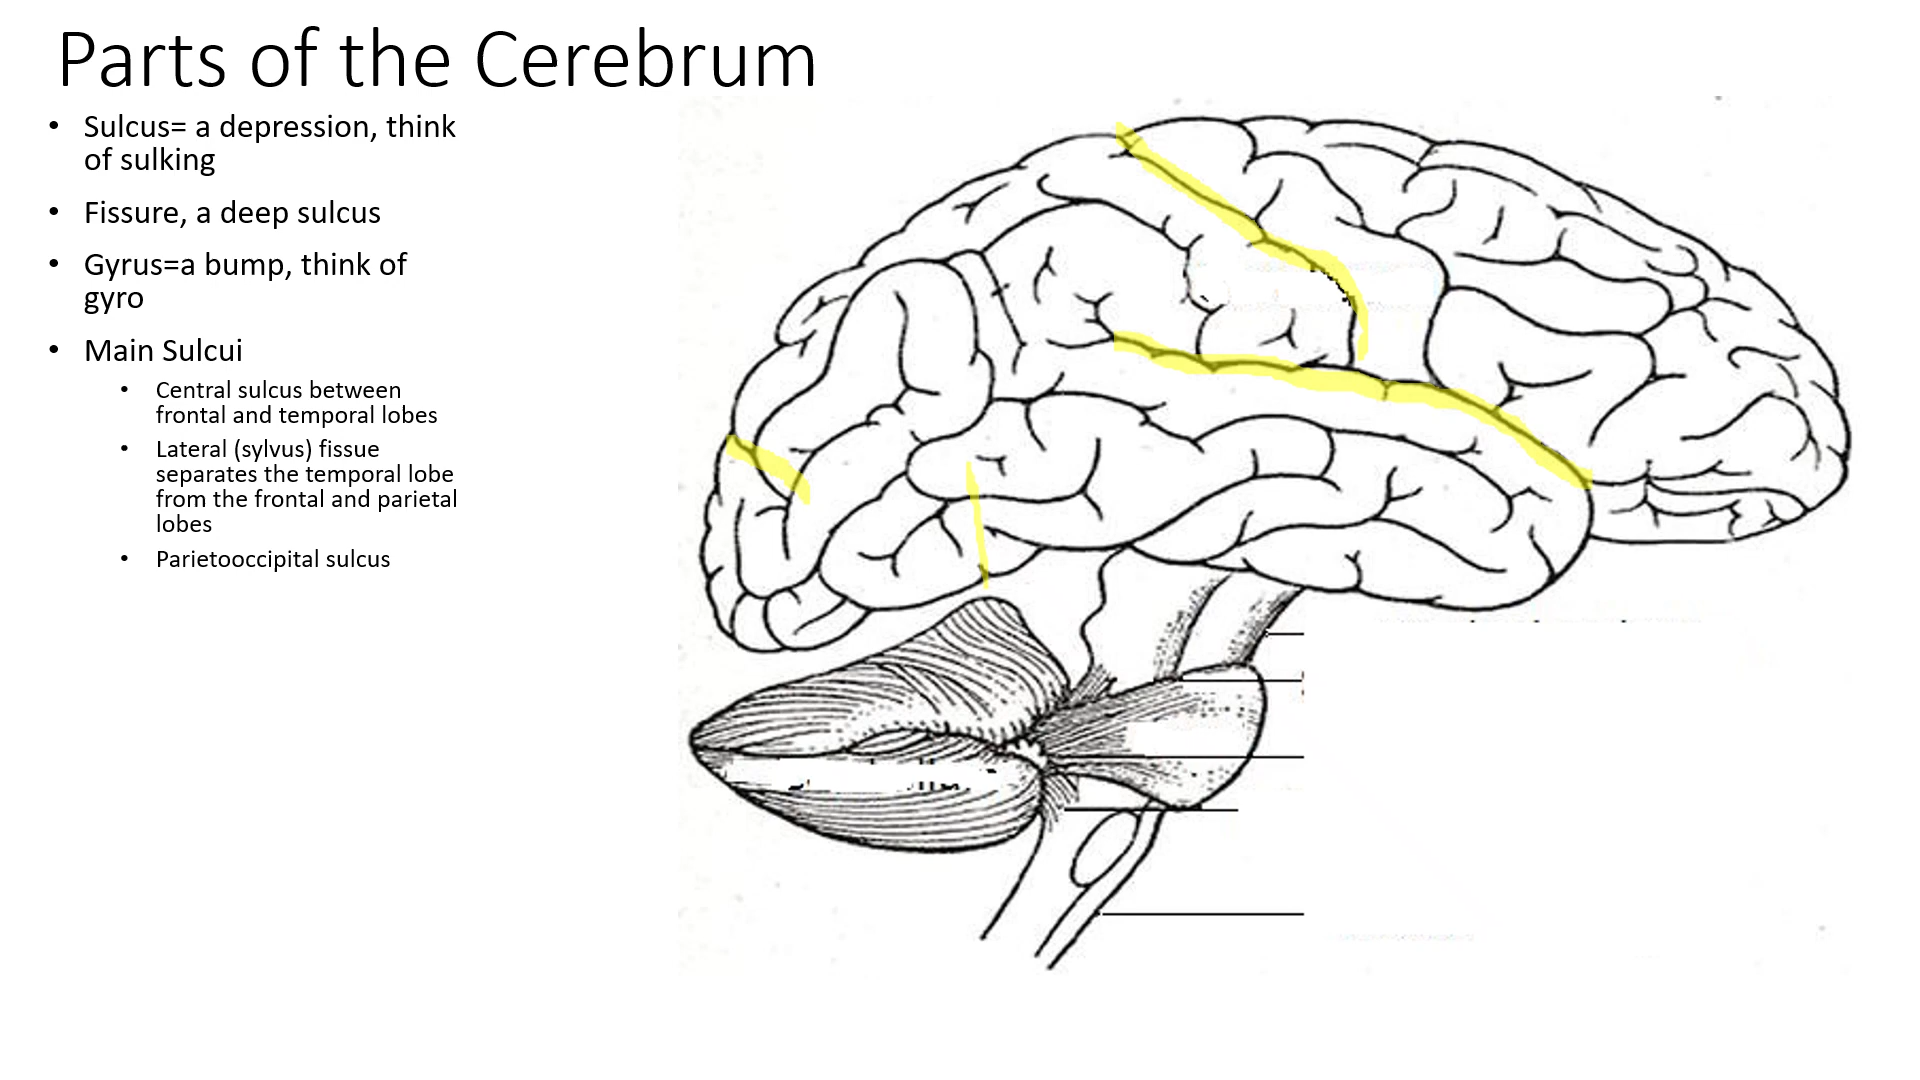 Parts of the Cerebrum
• Sulcus= a depression, think
of sulking
• Fissure, a deep sulcus
• Gyrus=a bump, think of
gyro
• Main Sulcui
• Central sulcus between
frontal and temporal lobes
• Lateral (sylvus) fissue
separates the temporal lobe
from the frontal and parietal
lobes
• Parietooccipital sulcus